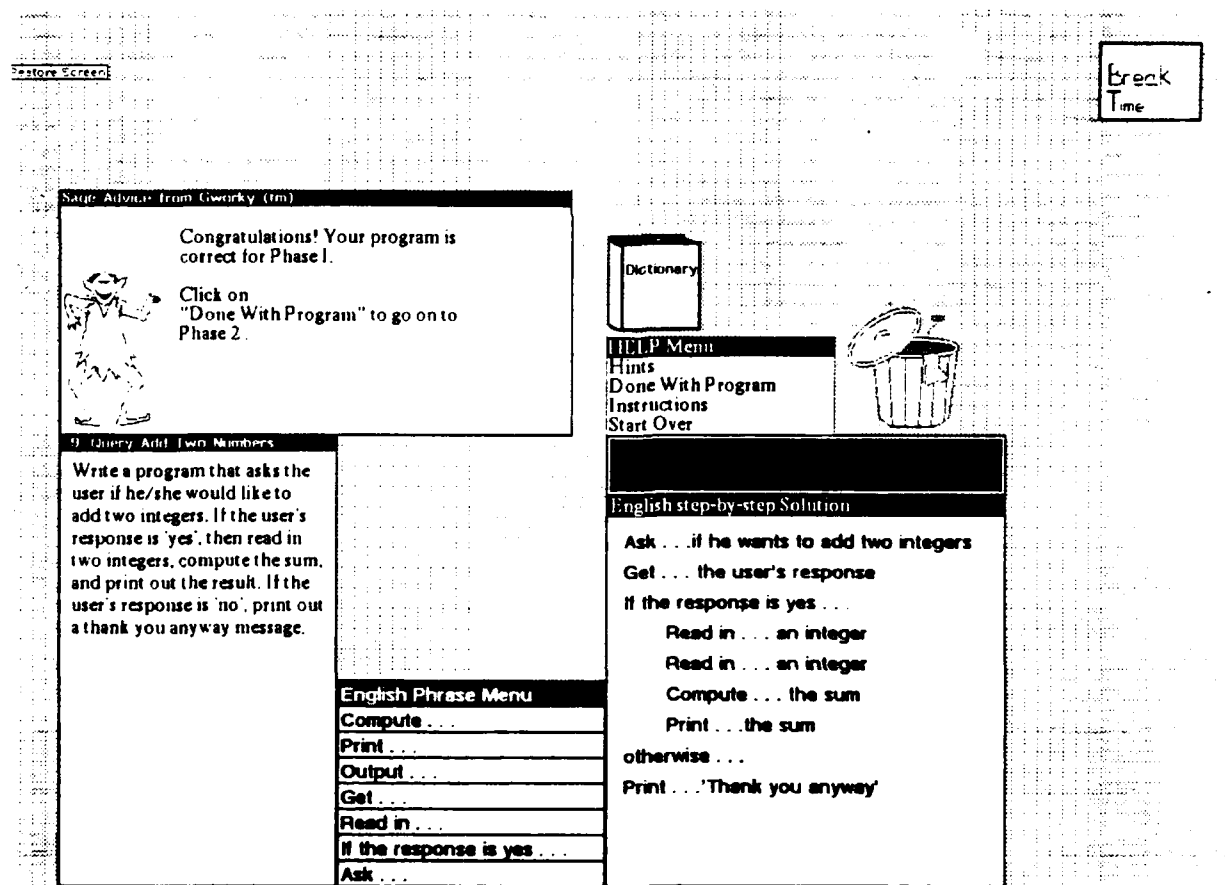 Restore Screen
Break
Time
Sage Advice from Gworky (tm)
Congratulations! Your program is
correct for Phase 1.
Click on
"Done With Program" to go on to
Phase 2.
Dictionary
HELP Menu
Hints
Done With Program
Instructions
Start Over
9 Query Add Two Numbers
Write a program that asks the
user if he/she would like to
add two integers. If the user's
response is 'yes', then read in
two integers, compute the sum,
and print out the result. If the
user's response is 'no', print out
a thank you anyway message.
English Phrase Menu
Compute . . .
Print . . .
Output . . .
Get . . .
Read in . . .
If the response is yes . . .
Ask . . .
English step-by-step Solution
Ask . . .if he wants to add two integers
Get . . . the user's response
If the response is yes . . .
Read in . . . an integer
Read in . . . an integer
Compute . . . the sum
Print . . .the sum
otherwise . . .
Print . . .'Thank you anyway'